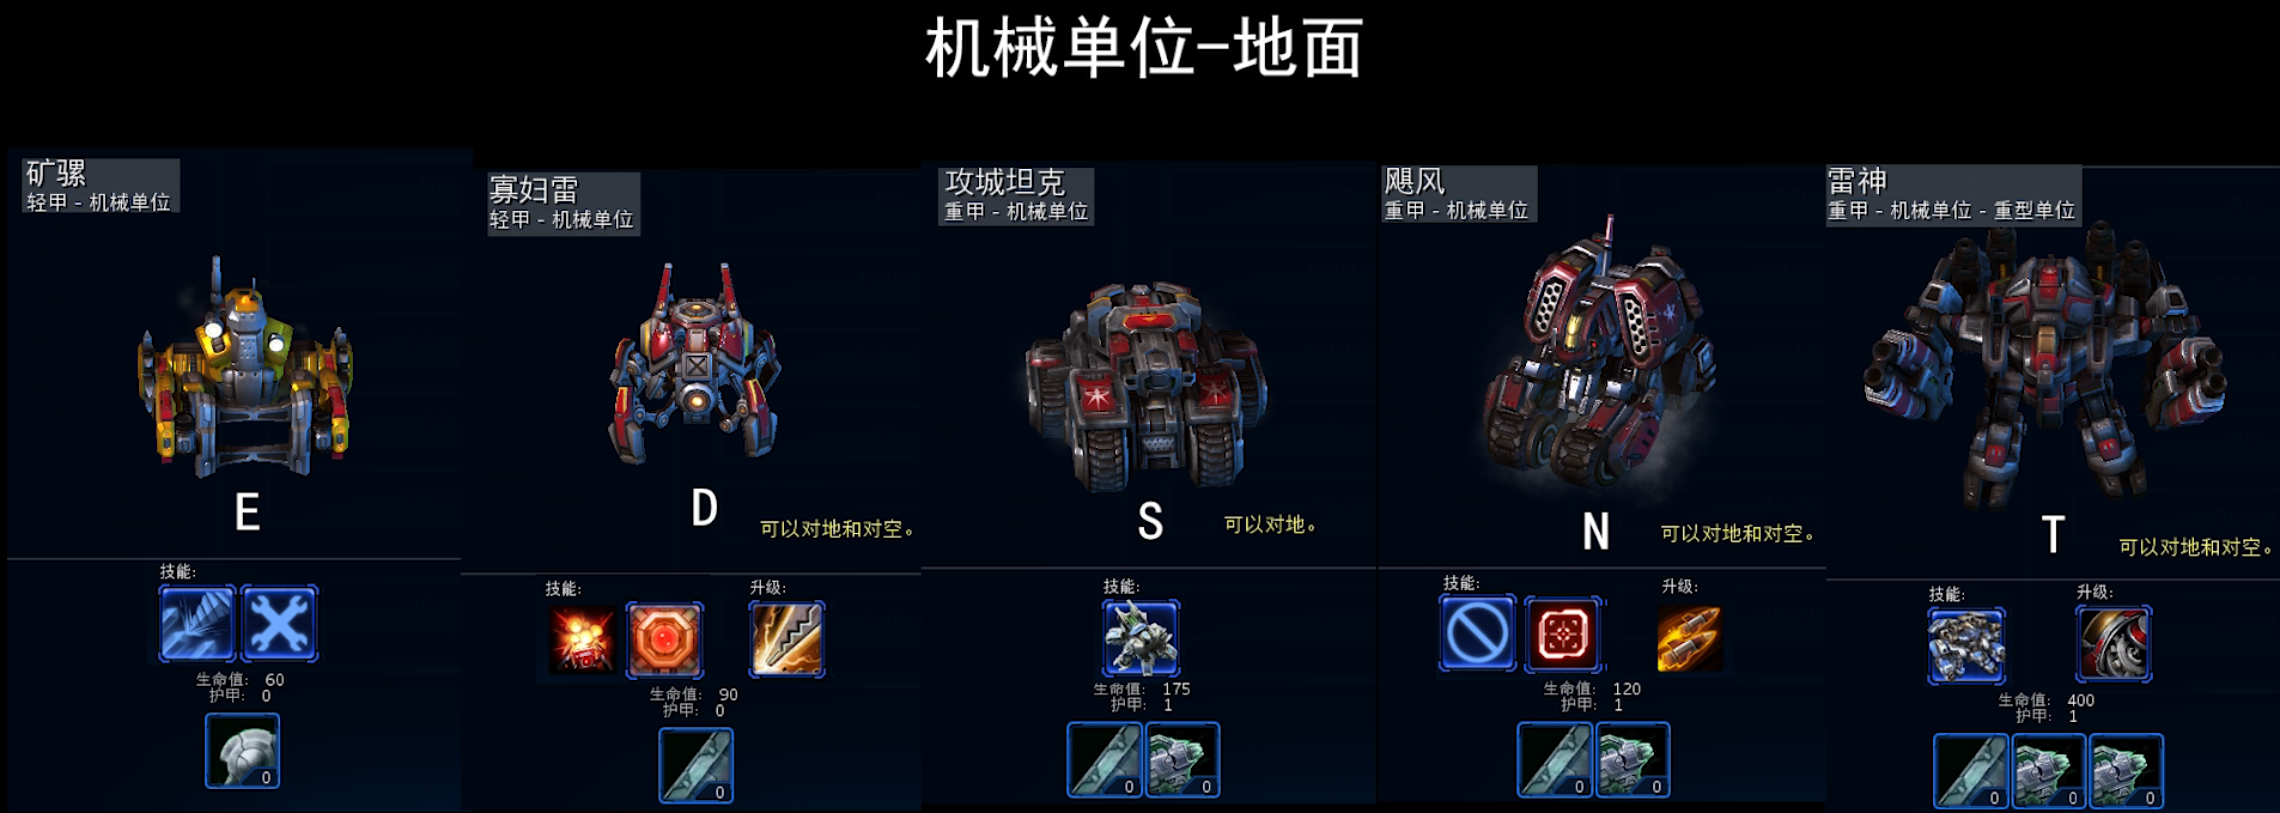 机械单位-地面
矿骡
轻甲 - 机械单位
E
技能:
生命值: 60
护甲: 0
0
寡妇雷
轻甲 - 机械单位
D
可以对地和对空。
技能:
升级:
生命值: 90
护甲: 0
0
攻城坦克
重甲 - 机械单位
S
可以对地。
技能:
生命值: 175
护甲: 1
0
0
飓风
重甲 - 机械单位
N
可以对地和对空。
技能:
升级:
生命值: 120
护甲: 1
0
0
雷神
重甲 - 机械单位 - 重型单位
T
可以对地和对空。
技能:
升级:
生命值: 400
护甲: 1
0
0
0